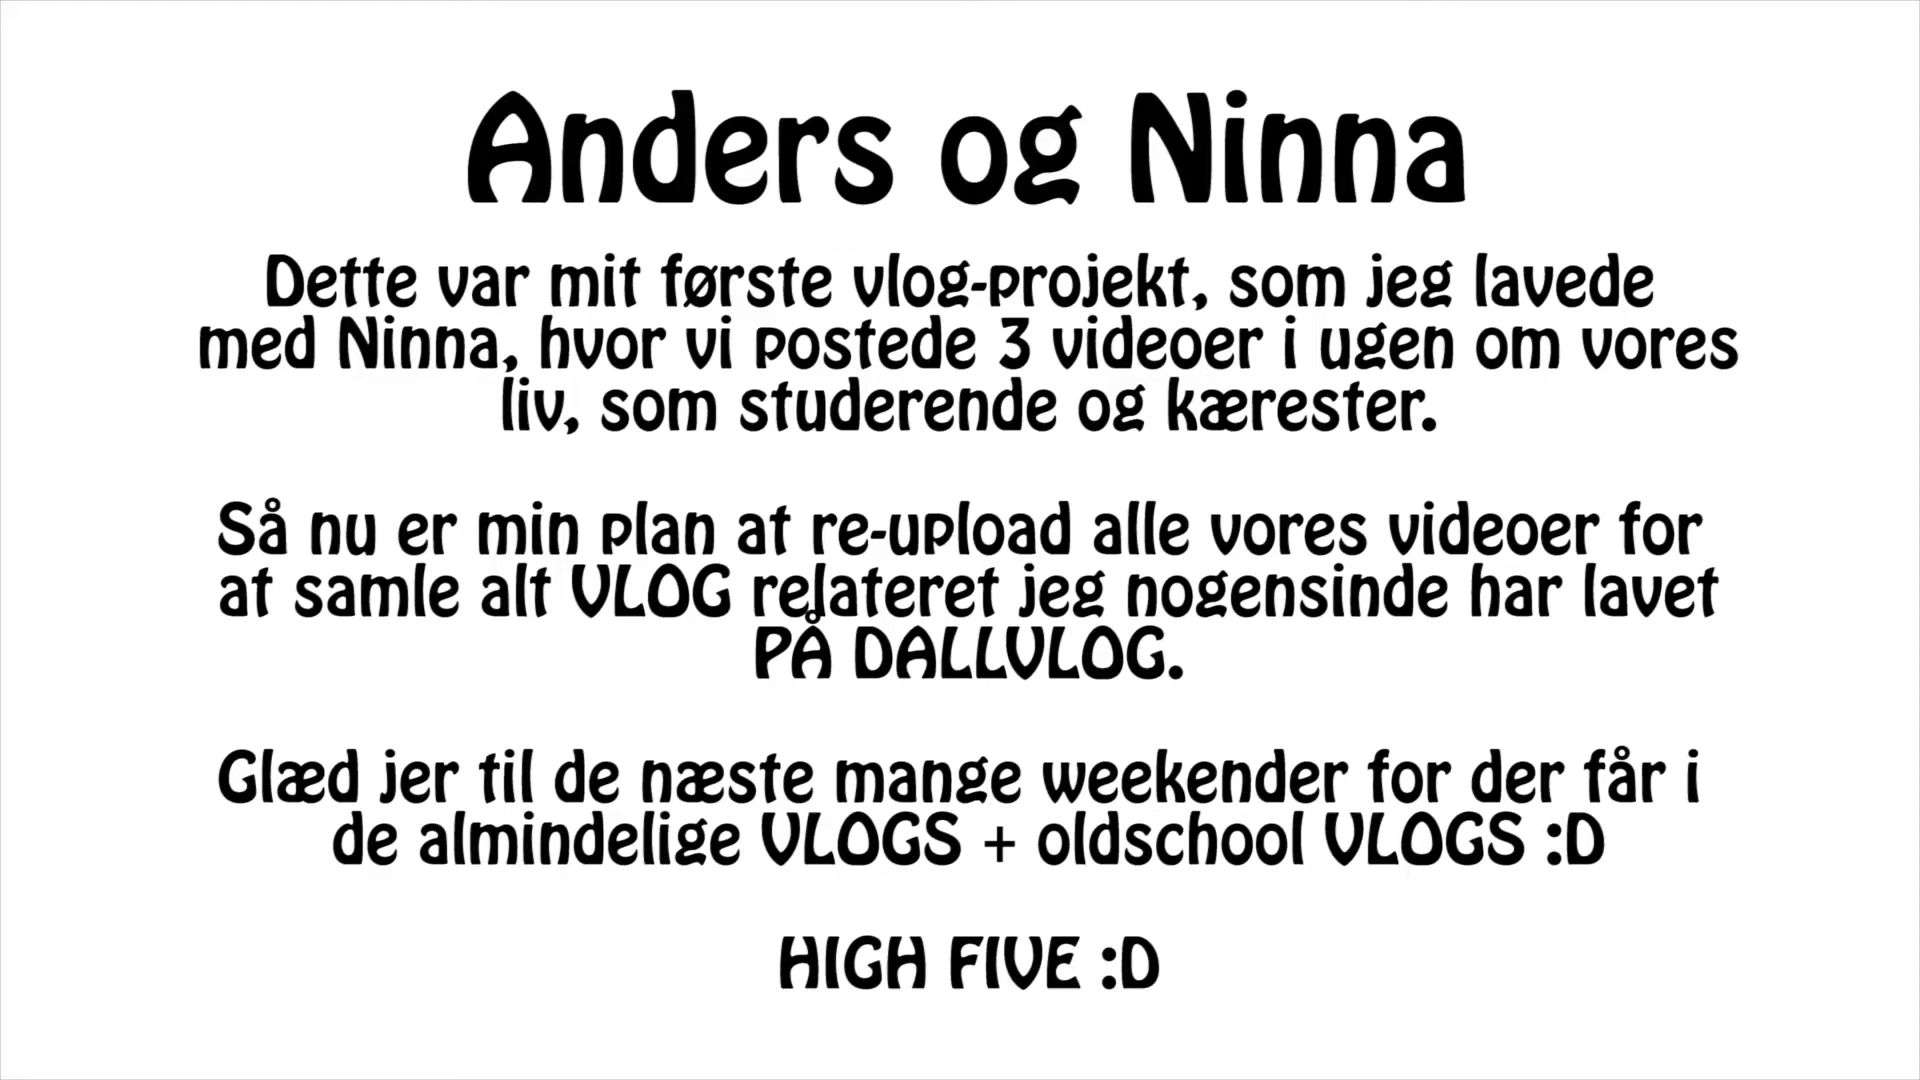 Anders og Ninna
Dette var mit første vlog-projekt, som jeg lavede
med Ninna, hvor vi postede 3 videoer i ugen om vores
liv, som studerende og kærester.
Så nu er min plan at re-upload alle vores videoer for
at samle alt VLOG relateret jeg nogensinde har lavet
PÅ DALLVLOG.
Glæd jer til de næste mange weekender for der får i
de almindelige VLOGS + oldschool VLOGS :D
HIGH FIVE :D